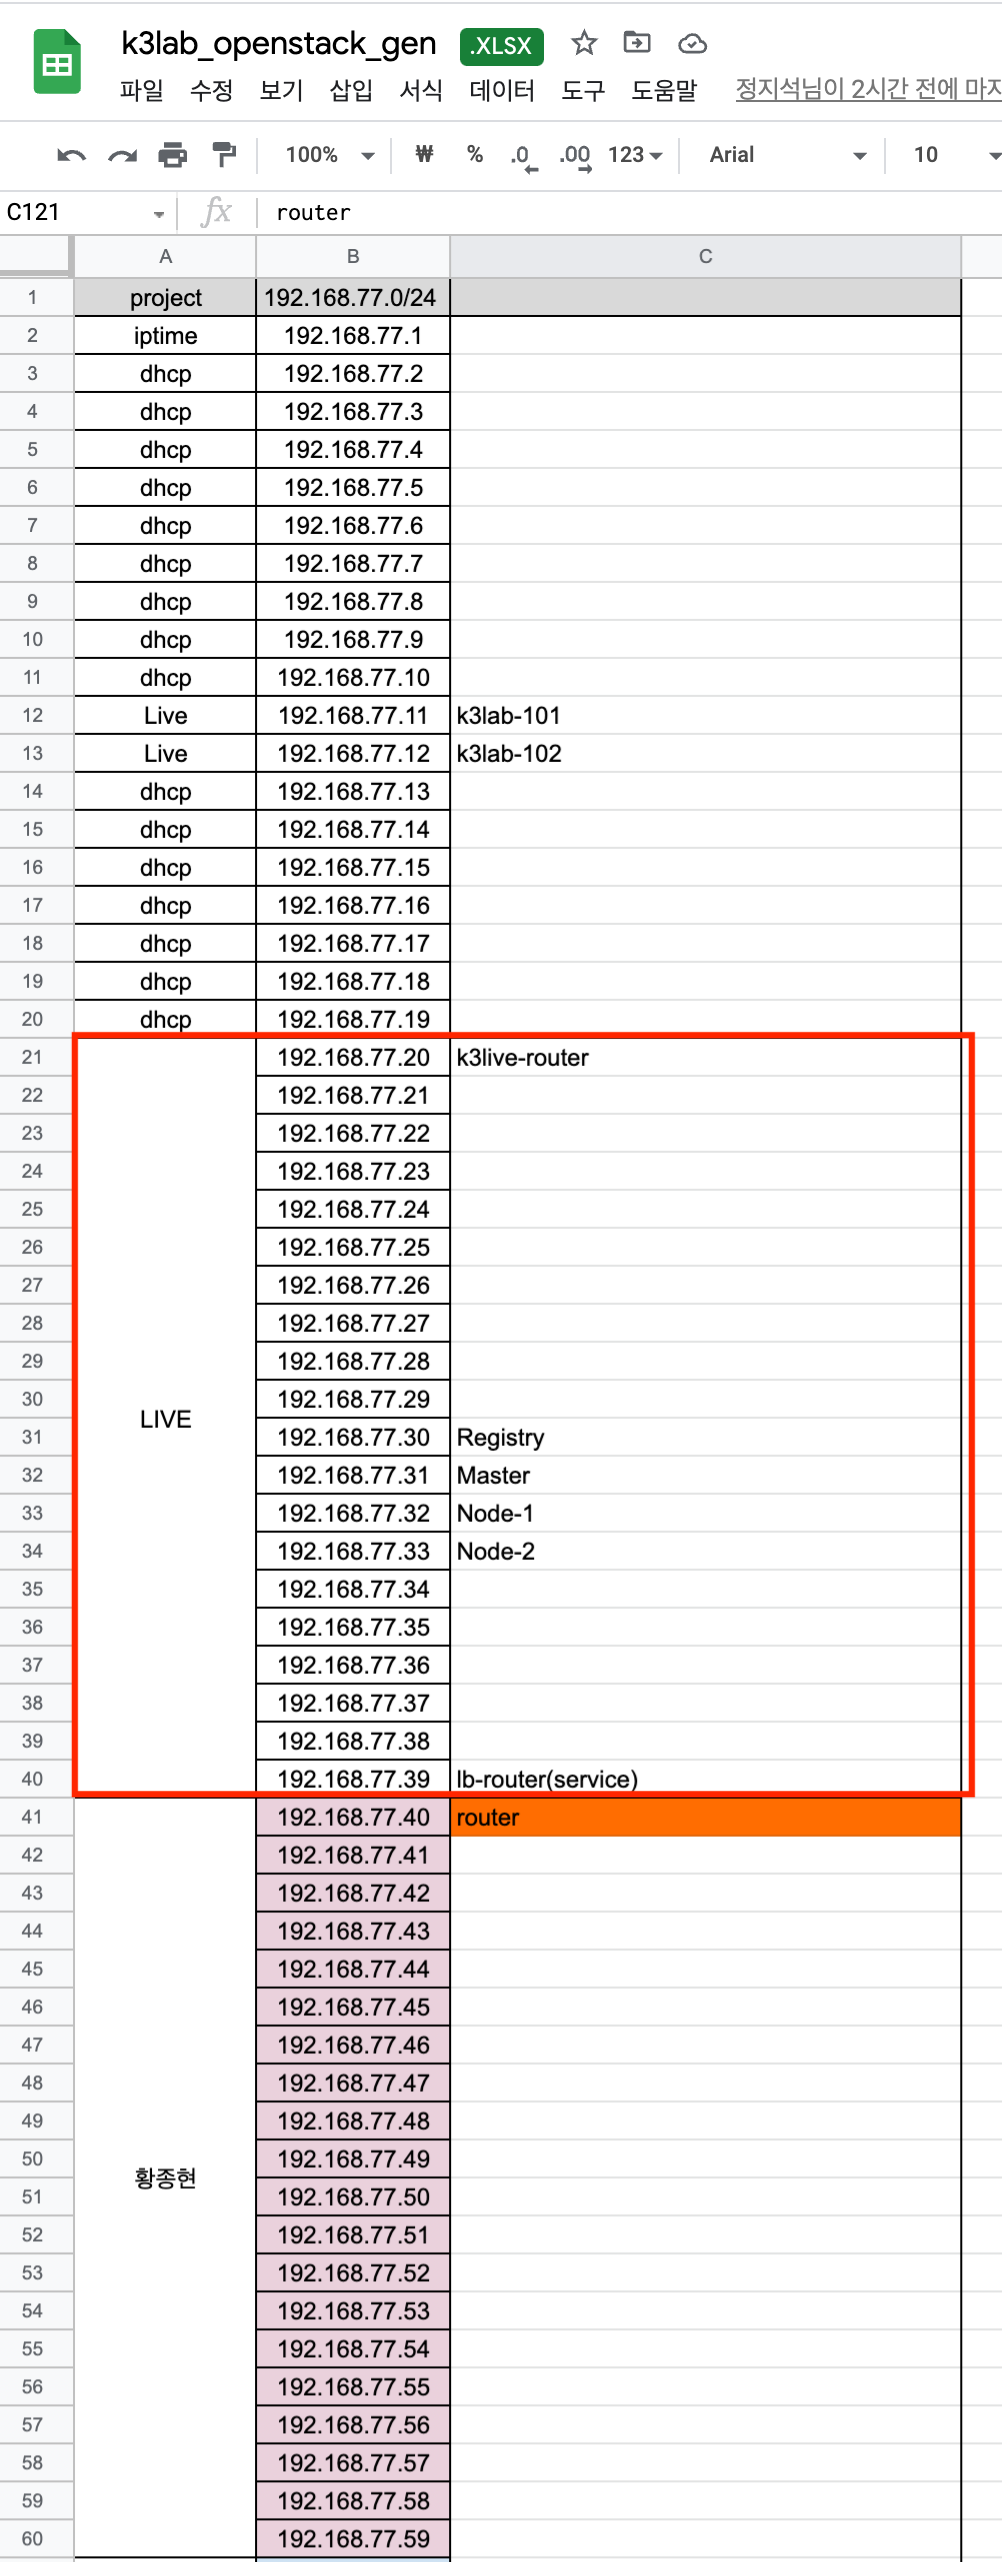 k3lab_openstack_gen .XLSX
파일 수정 보기 삽입 서식 데이터 도구 도움말 정지석님이 2시간 전에 마지
100% ₩ % .0 .00 123 Arial 10
C121 fx router
A B C
1 project 192.168.77.0/24
2 iptime 192.168.77.1
3 dhcp 192.168.77.2
4 dhcp 192.168.77.3
5 dhcp 192.168.77.4
6 dhcp 192.168.77.5
7 dhcp 192.168.77.6
8 dhcp 192.168.77.7
9 dhcp 192.168.77.8
10 dhcp 192.168.77.9
11 dhcp 192.168.77.10
12 Live 192.168.77.11 k3lab-101
13 Live 192.168.77.12 k3lab-102
14 dhcp 192.168.77.13
15 dhcp 192.168.77.14
16 dhcp 192.168.77.15
17 dhcp 192.168.77.16
18 dhcp 192.168.77.17
19 dhcp 192.168.77.18
20 dhcp 192.168.77.19
21 192.168.77.20 k3live-router
22 192.168.77.21
23 192.168.77.22
24 192.168.77.23
25 192.168.77.24
26 192.168.77.25
27 192.168.77.26
28 192.168.77.27
29 192.168.77.28
30 192.168.77.29
LIVE
31 192.168.77.30 Registry
32 192.168.77.31 Master
33 192.168.77.32 Node-1
34 192.168.77.33 Node-2
35 192.168.77.34
36 192.168.77.35
37 192.168.77.36
38 192.168.77.37
39 192.168.77.38
40 192.168.77.39 lb-router(service)
41 192.168.77.40 router
42 192.168.77.41
43 192.168.77.42
44 192.168.77.43
45 192.168.77.44
46 192.168.77.45
47 192.168.77.46
48 192.168.77.47
49 192.168.77.48
50 192.168.77.49
황종현
51 192.168.77.50
52 192.168.77.51
53 192.168.77.52
54 192.168.77.53
55 192.168.77.54
56 192.168.77.55
57 192.168.77.56
58 192.168.77.57
59 192.168.77.58
60 192.168.77.59